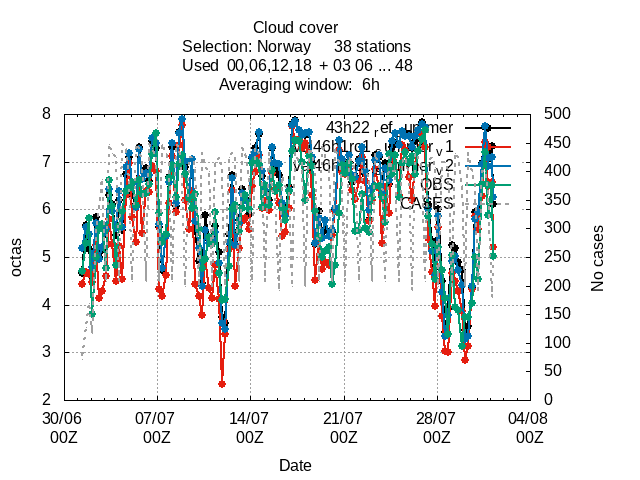 Cloud cover
Selection: Norway 38 stations
Used 00,06,12,18 + 03 06 ... 48
Averaging window: 6h
8
7
6
5
4
3
2
500
450
400
350
300
250
200
150
100
50
0
octas
No cases
43h22
OBS
CASES
30/06 07/07 14/07 21/07 28/07 04/08
00Z 00Z 00Z 00Z 00Z 00Z
Date